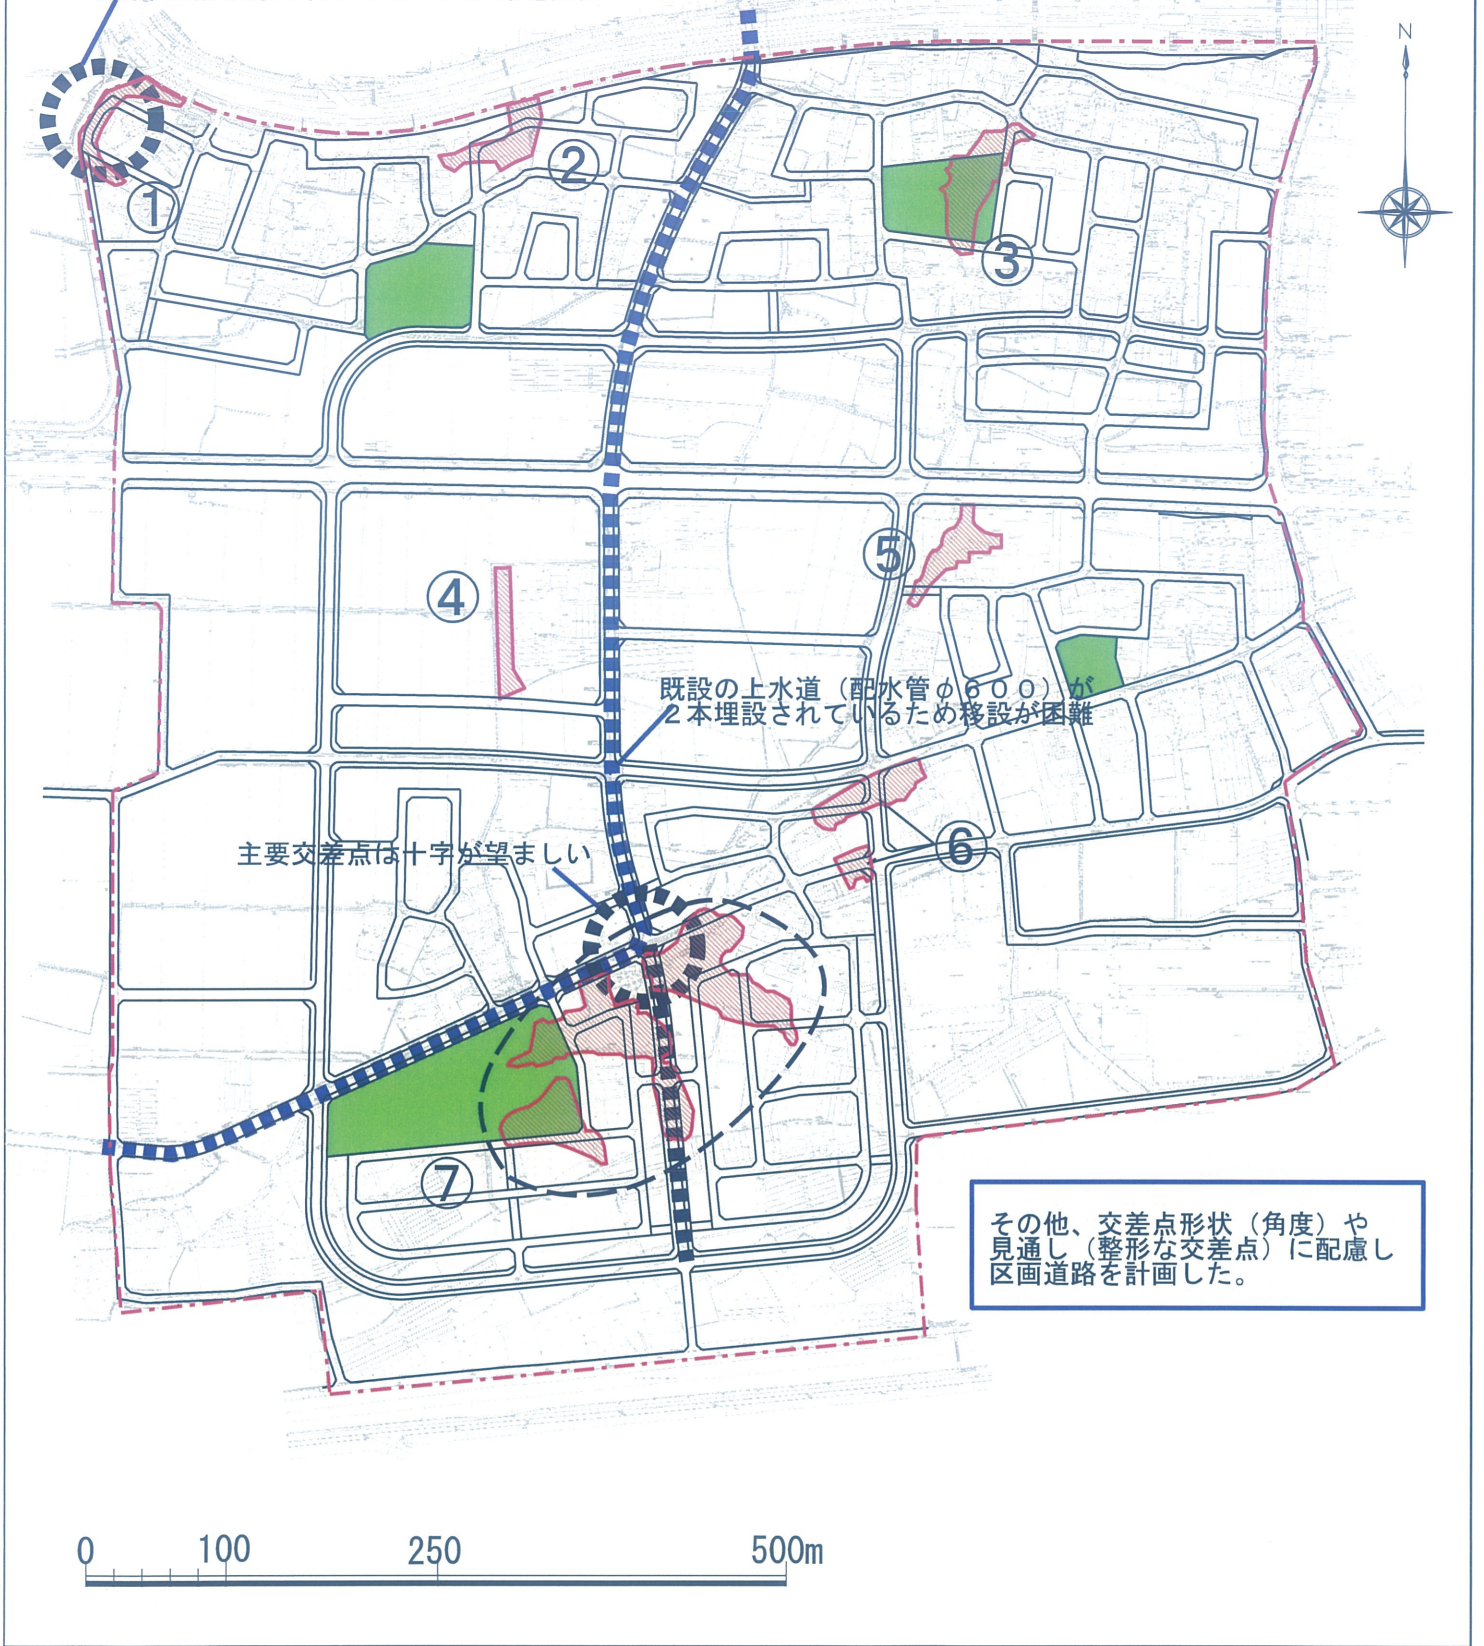 N
①
②
③
④
⑤
既設の上水道（配水管φ６００）が
２本埋設されているため移設が困難
主要交差点は十字が望ましい
⑥
⑦
その他、交差点形状（角度）や
見通し（整形な交差点）に配慮し
区画道路を計画した。
0 100 250 500m